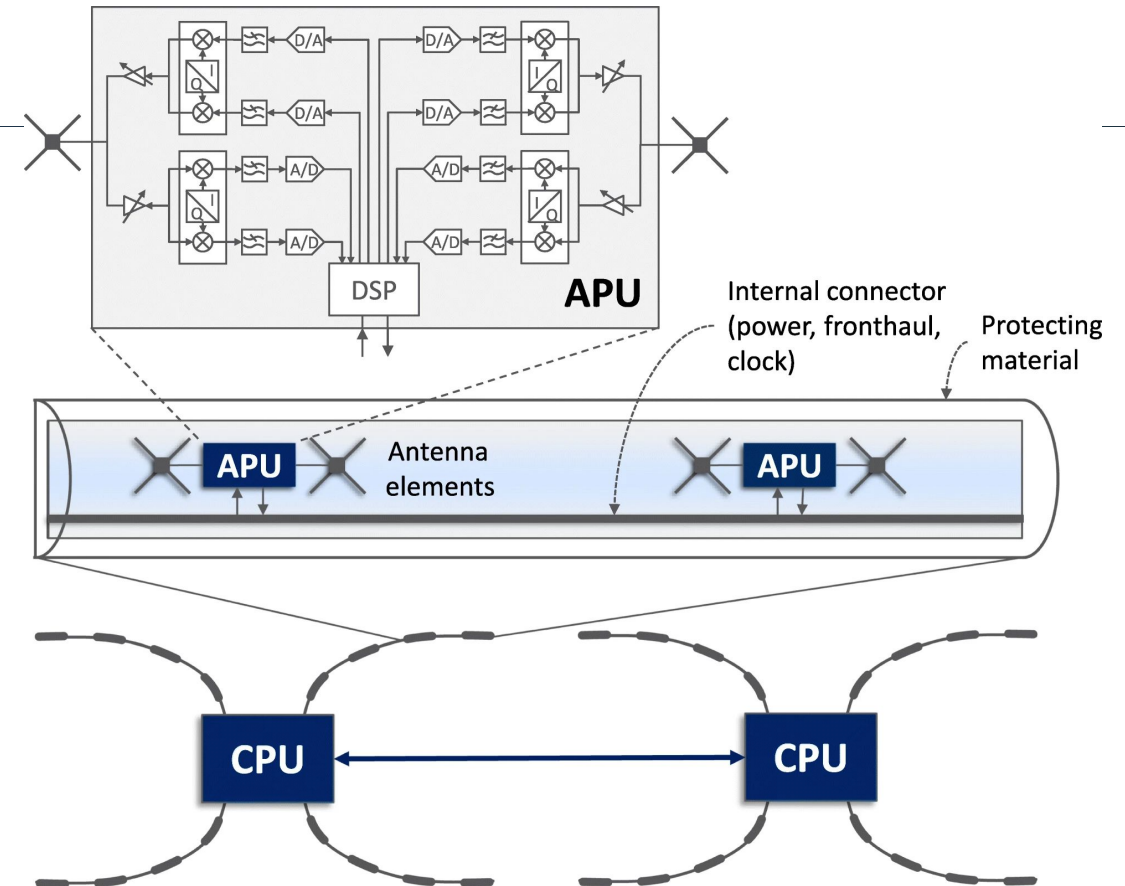 D/A
D/A
I
Q
I
Q
D/A
D/A
A/D
A/D
I
Q
I
Q
A/D
A/D
DSP
APU
Internal connector
(power, fronthaul,
clock)
Protecting
material
APU
Antenna
elements
APU
CPU
CPU